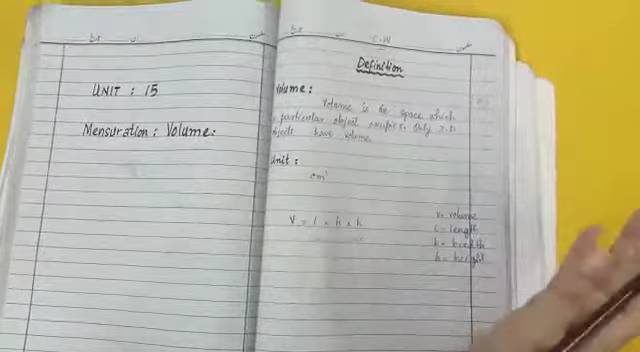 UNIT : 15
Mensuration : Volume:
C.W
Definition
Volume:
Volume is the space which
particular object occupies. Only 3-D
objects have volume.
Unit :
cm³
V = l × h × h
v= volume
l = length
h = breadth
h = height